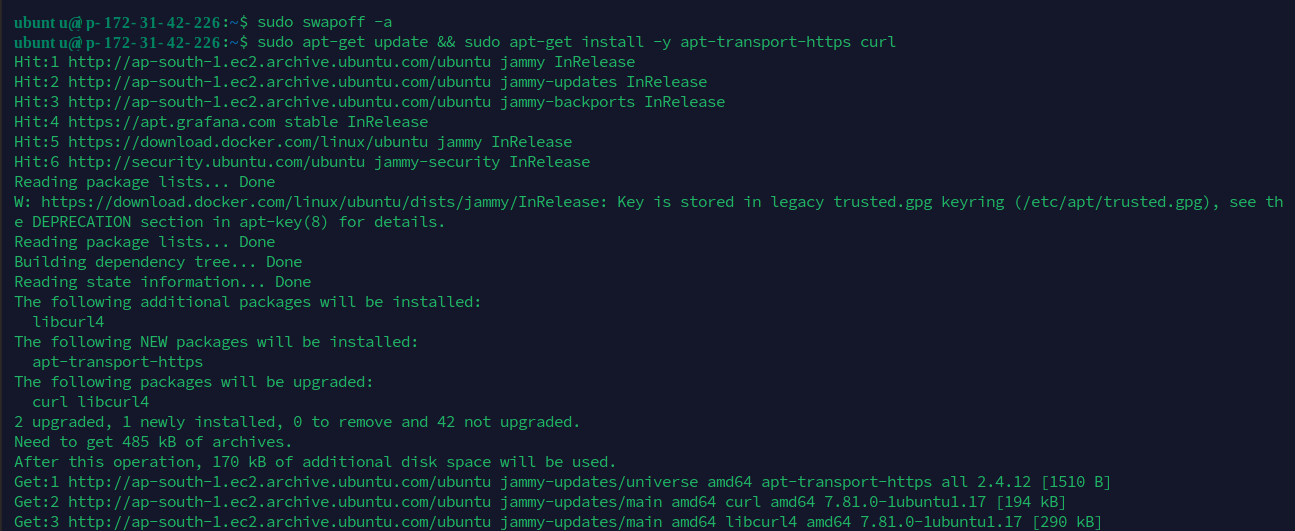 ubuntu@ip-172-31-42-226:~$ sudo swapoff -a
ubuntu@ip-172-31-42-226:~$ sudo apt-get update && sudo apt-get install -y apt-transport-https curl
Hit:1 http://ap-south-1.ec2.archive.ubuntu.com/ubuntu jammy InRelease
Hit:2 http://ap-south-1.ec2.archive.ubuntu.com/ubuntu jammy-updates InRelease
Hit:3 http://ap-south-1.ec2.archive.ubuntu.com/ubuntu jammy-backports InRelease
Hit:4 https://apt.grafana.com stable InRelease
Hit:5 https://download.docker.com/linux/ubuntu jammy InRelease
Hit:6 http://security.ubuntu.com/ubuntu jammy-security InRelease
Reading package lists... Done
W: https://download.docker.com/linux/ubuntu/dists/jammy/InRelease: Key is stored in legacy trusted.gpg keyring (/etc/apt/trusted.gpg), see th
e DEPRECATION section in apt-key(8) for details.
Reading package lists... Done
Building dependency tree... Done
Reading state information... Done
The following additional packages will be installed:
  libcurl4
The following NEW packages will be installed:
  apt-transport-https
The following packages will be upgraded:
  curl libcurl4
2 upgraded, 1 newly installed, 0 to remove and 42 not upgraded.
Need to get 485 kB of archives.
After this operation, 170 kB of additional disk space will be used.
Get:1 http://ap-south-1.ec2.archive.ubuntu.com/ubuntu jammy-updates/universe amd64 apt-transport-https all 2.4.12 [1510 B]
Get:2 http://ap-south-1.ec2.archive.ubuntu.com/ubuntu jammy-updates/main amd64 curl amd64 7.81.0-1ubuntu1.17 [194 kB]
Get:3 http://ap-south-1.ec2.archive.ubuntu.com/ubuntu jammy-updates/main amd64 libcurl4 amd64 7.81.0-1ubuntu1.17 [290 kB]